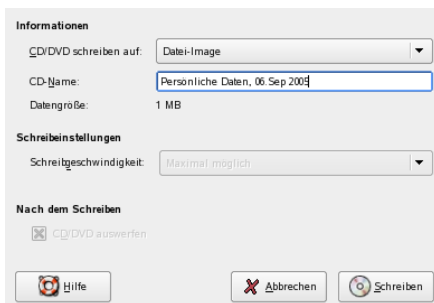 Informationen
CD/DVD schreiben auf: Datei-Image
CD-Name: Persönliche Daten, 06.Sep 2005
Datengröße: 1 MB
Schreibeinstellungen
Schreibgeschwindigkeit: Maximal möglich
Nach dem Schreiben
CD/DVD auswerfen
Hilfe Abbrechen Schreiben